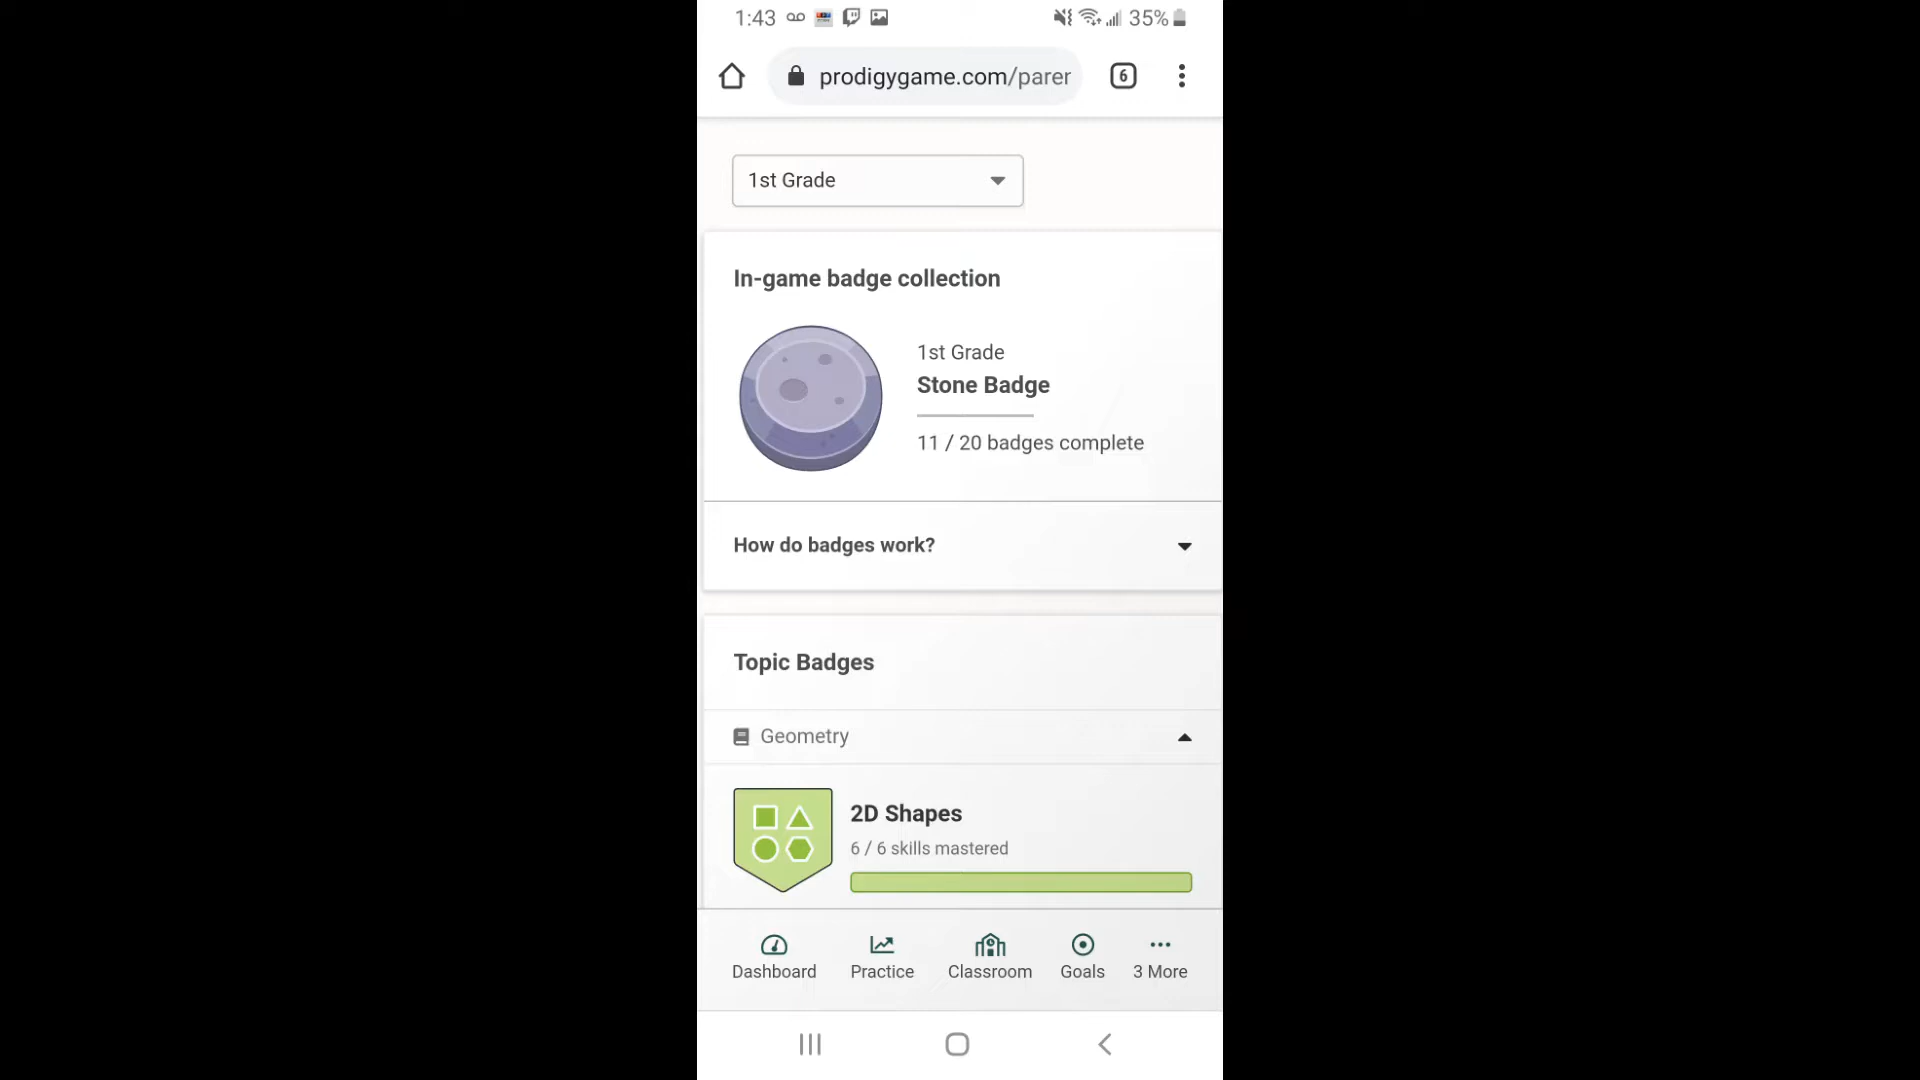 1:43
35%
prodigygame.com/parer
6
1st Grade
In-game badge collection
1st Grade
Stone Badge
11 / 20 badges complete
How do badges work?
Topic Badges
Geometry
2D Shapes
6 / 6 skills mastered
Dashboard
Practice
Classroom
Goals
3 More